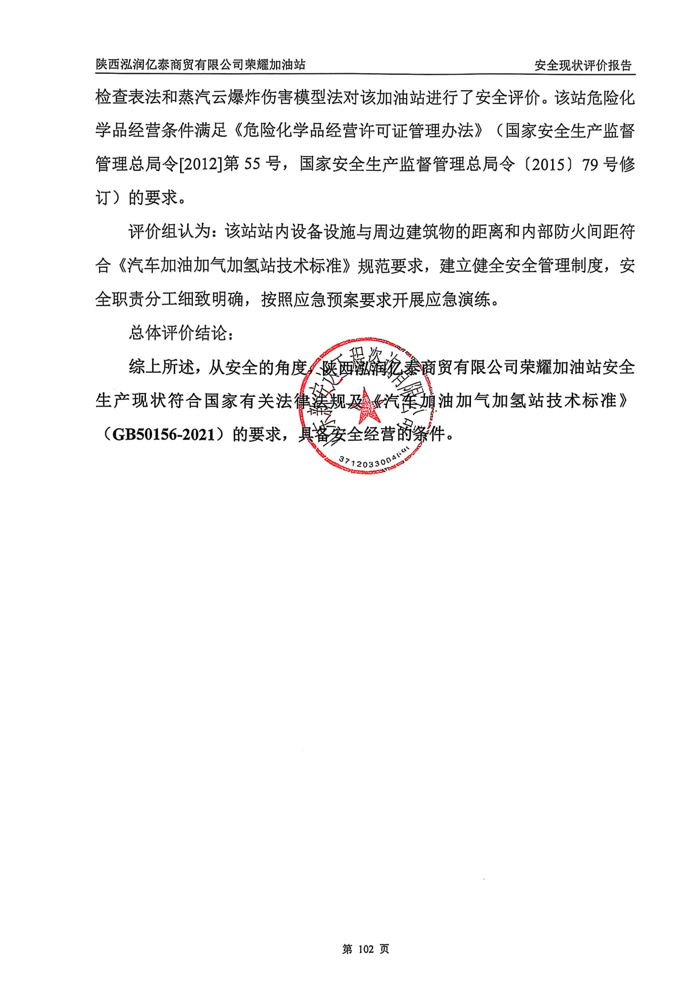 陕西泓润亿泰商贸有限公司荣耀加油站 安全现状评价报告
检查表法和蒸汽云爆炸伤害模型法对该加油站进行了安全评价。该站危险化
学品经营条件满足《危险化学品经营许可证管理办法》（国家安全生产监督
管理总局令[2012]第 55 号，国家安全生产监督管理总局令〔2015〕79 号修
订）的要求。
评价组认为：该站站内设备设施与周边建筑物的距离和内部防火间距符
合《汽车加油加气加氢站技术标准》规范要求，建立健全安全管理制度，安
全职责分工细致明确，按照应急预案要求开展应急演练。
总体评价结论：
综上所述，从安全的角度，陕西泓润亿泰商贸有限公司荣耀加油站安全
生产现状符合国家有关法律法规及《汽车加油加气加氢站技术标准》
（GB50156-2021）的要求，具备安全经营的条件。
工程咨询有限公司
3712033004
第 102 页